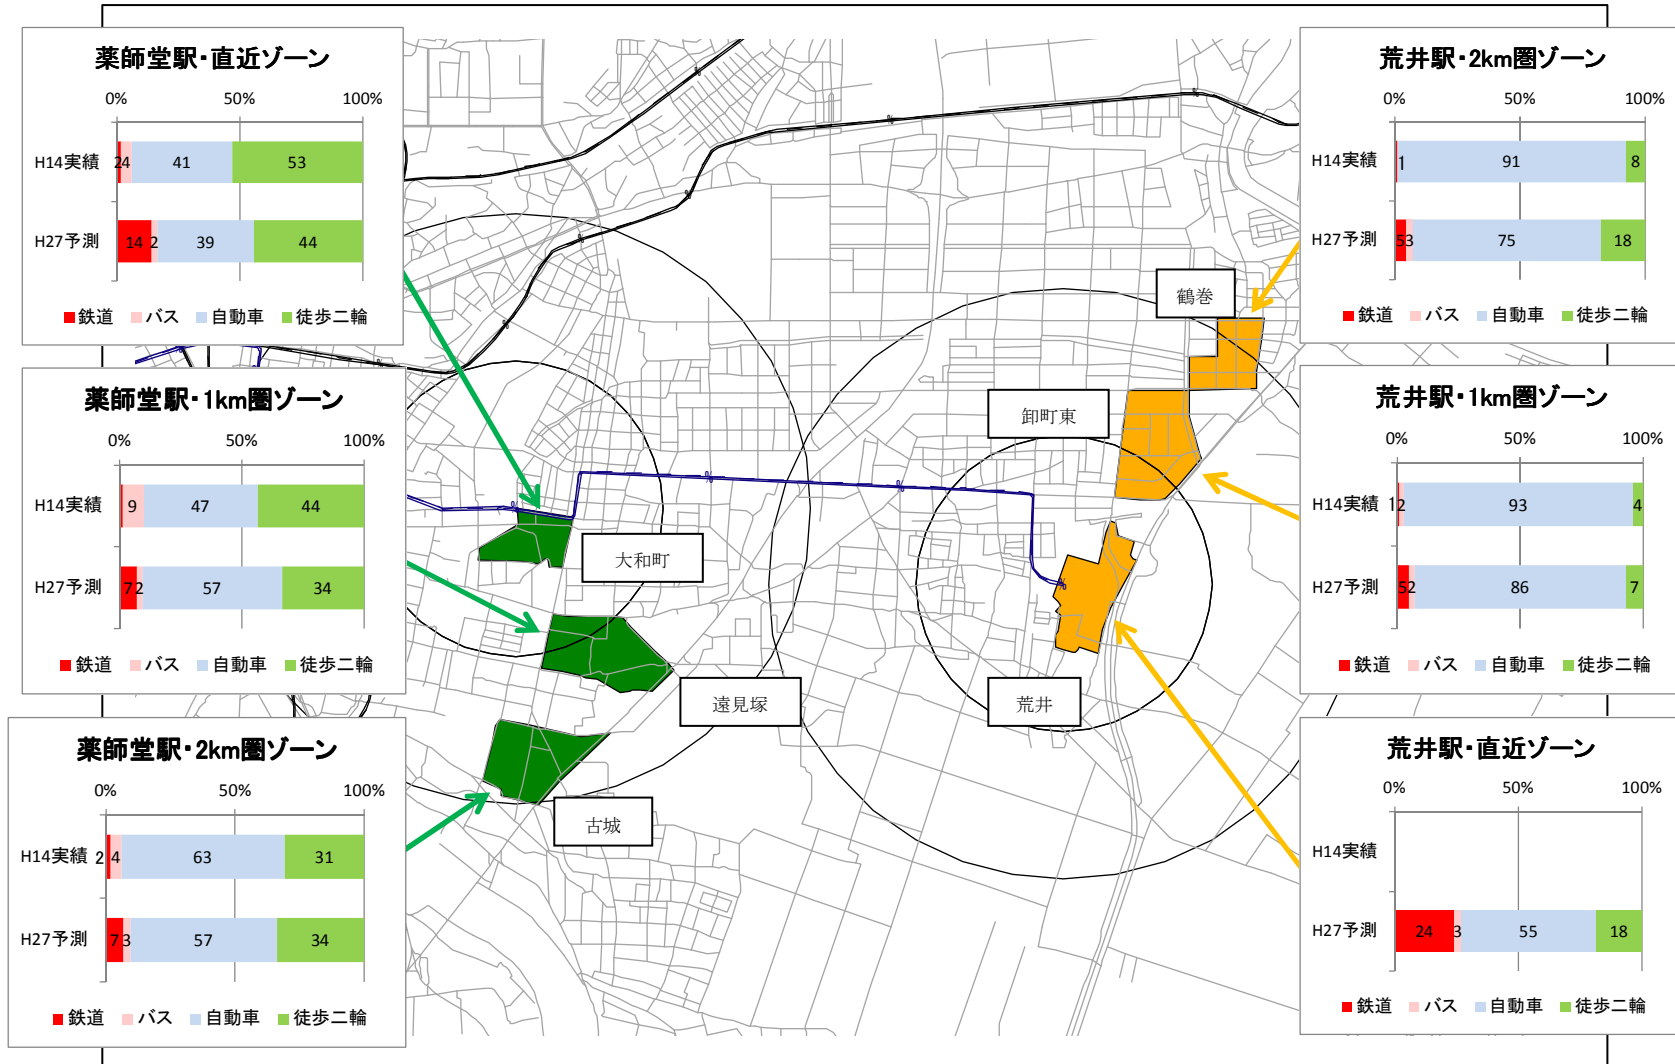 薬師堂駅・直近ゾーン
0% 50% 100%
H14実績 2 4 41 53
H27予測 14 2 39 44
鉄道 バス 自動車 徒歩二輪
薬師堂駅・1km圏ゾーン
0% 50% 100%
H14実績 9 47 44
H27予測 7 2 57 34
鉄道 バス 自動車 徒歩二輪
薬師堂駅・2km圏ゾーン
0% 50% 100%
H14実績 2 4 63 31
H27予測 7 3 57 34
鉄道 バス 自動車 徒歩二輪
鶴巻
卸町東
大和町
遠見塚
荒井
古城
荒井駅・2km圏ゾーン
0% 50% 100%
H14実績 1 91 8
H27予測 5 3 75 18
鉄道 バス 自動車 徒歩二輪
荒井駅・1km圏ゾーン
0% 50% 100%
H14実績 1 2 93 4
H27予測 5 2 86 7
鉄道 バス 自動車 徒歩二輪
荒井駅・直近ゾーン
0% 50% 100%
H14実績
H27予測 24 3 55 18
鉄道 バス 自動車 徒歩二輪